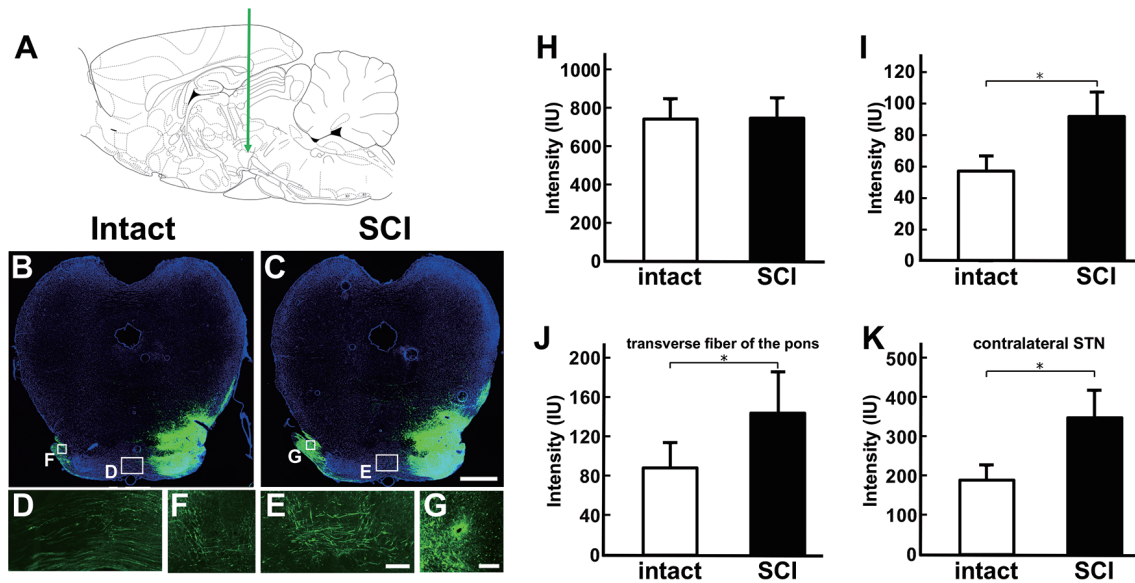 A
Intact SCI
B
C
F
D
G
E
D
F
E
G
H
Intensity (IU)
1000
800
600
400
200
0
intact SCI
I
Intensity (IU)
120
100
80
60
40
20
0
*
intact SCI
J
transverse fiber of the pons
Intensity (IU)
200
160
120
80
40
0
*
intact SCI
K
contralateral STN
Intensity (IU)
500
400
300
200
100
0
*
intact SCI